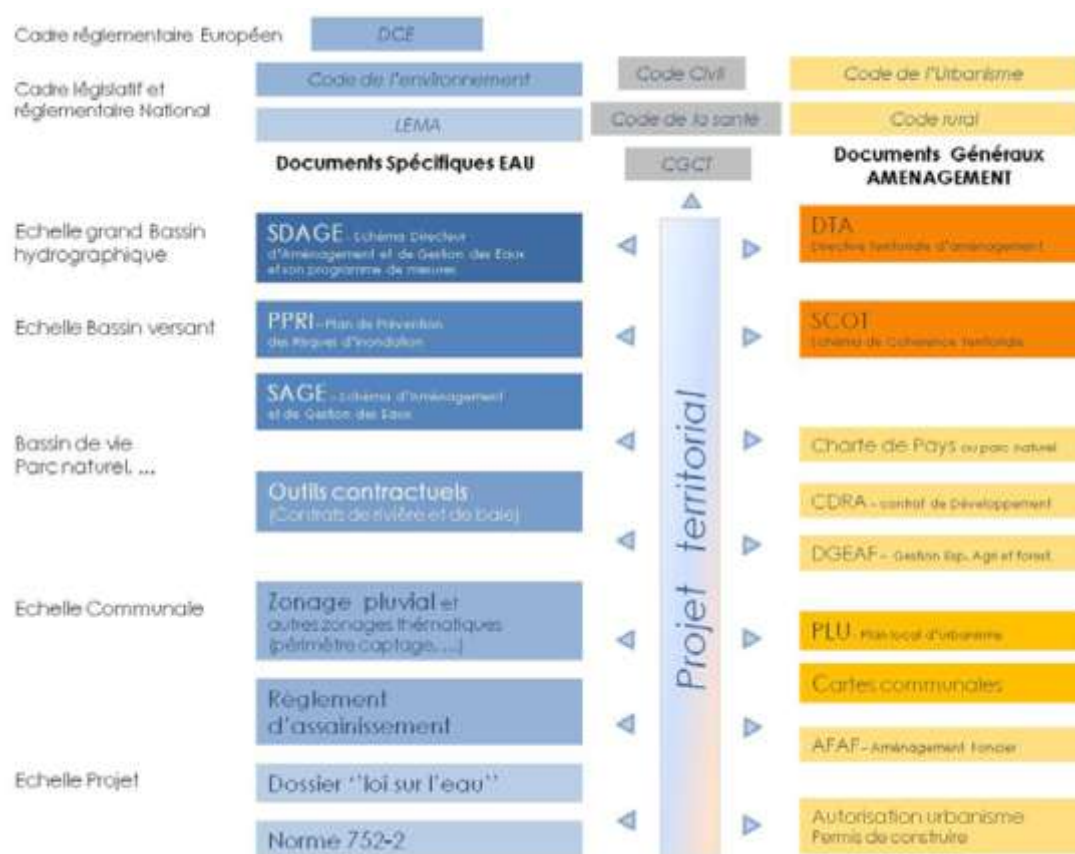 Cadre réglementaire Européen
DCE
Cadre législatif et
réglementaire National
Code de l'environnement
Code Civil
Code de l'Urbanisme
LEMA
Code de la santé
Code rural
Documents Spécifiques EAU
CGCT
Documents Généraux
AMENAGEMENT
Echelle grand Bassin
hydrographique
SDAGE - Schéma Directeur
d'Aménagement et de Gestion des Eaux
et son programme de mesures
DTA
Directive territoriale d'aménagement
Echelle Bassin versant
PPRI - Plan de Prévention
des Risques d'Inondation
SCOT
Schéma de Cohérence Territoriale
SAGE - Schéma d'Aménagement
et de Gestion des Eaux
Bassin de vie
Parc naturel, ...
Charte de Pays ou parc naturel
Outils contractuels
(Contrats de rivière et de baie)
CDRA - contrat de Développement
DGEAF - Gestion Esp. Agri et forest.
Projet territorial
Echelle Communale
Zonage pluvial et
autres zonages thématiques
(périmètre captage, ...)
PLU - Plan local d'urbanisme
Cartes communales
Règlement
d'assainissement
AFAF - Aménagement Foncier
Echelle Projet
Dossier ''loi sur l'eau''
Norme 752-2
Autorisation urbanisme
Permis de construire